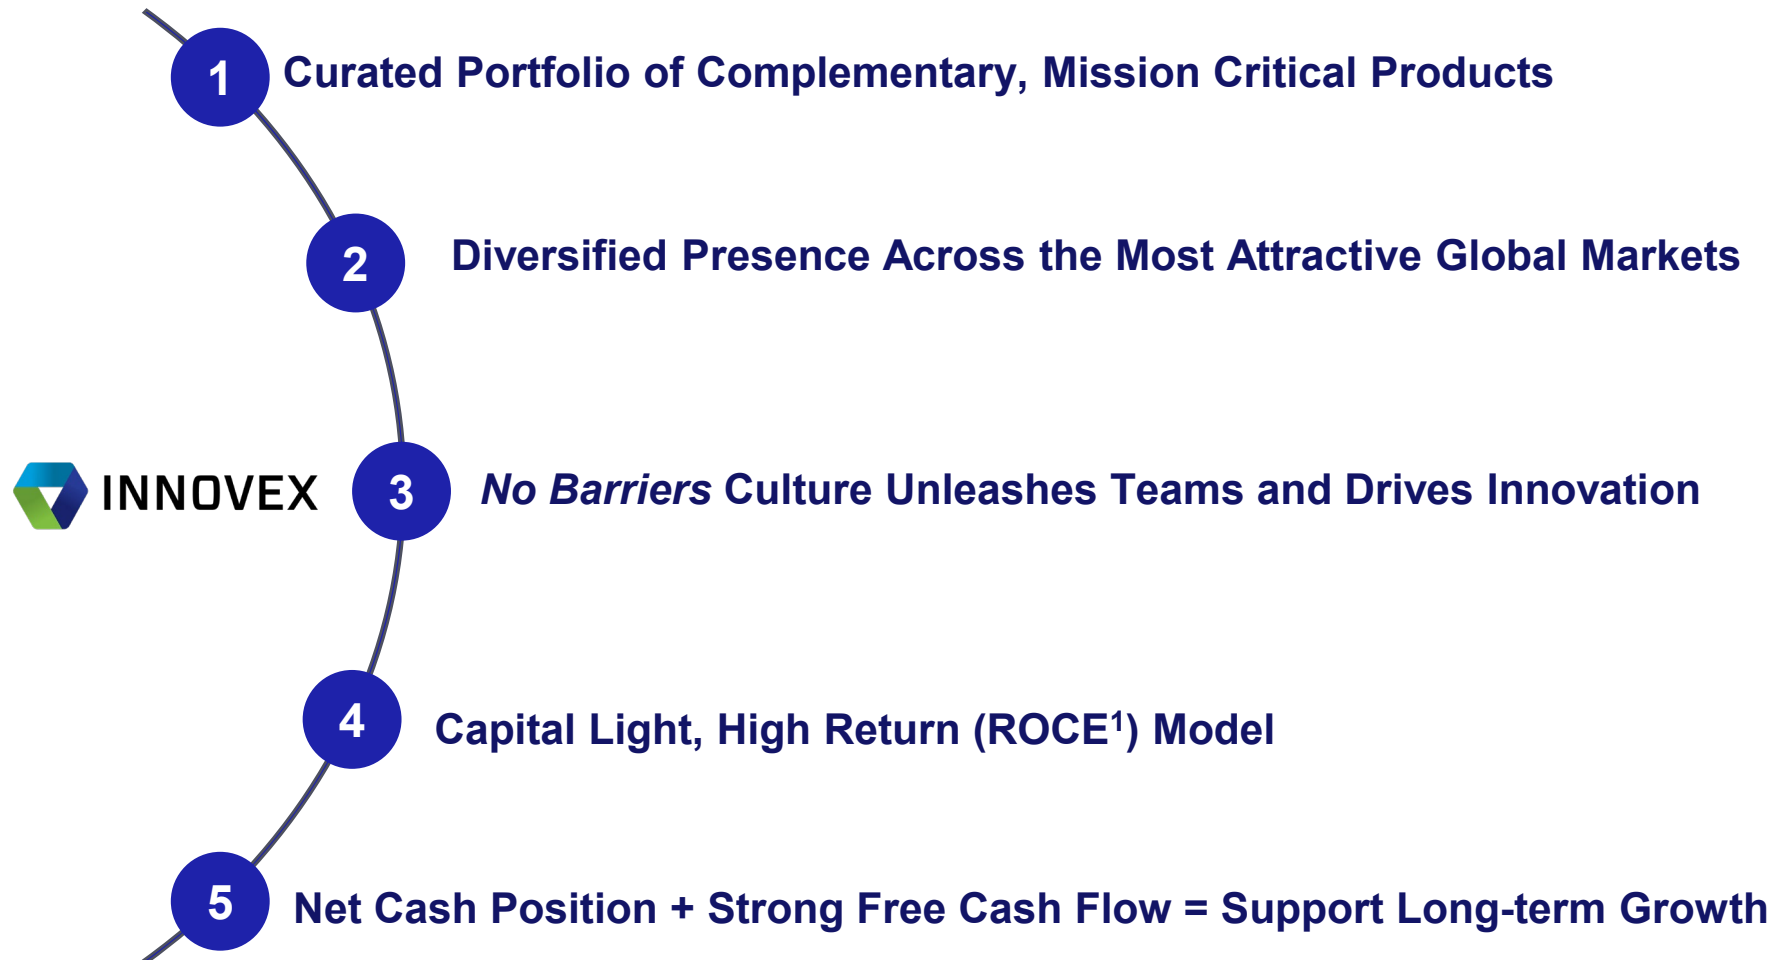 1 Curated Portfolio of Complementary, Mission Critical Products
2 Diversified Presence Across the Most Attractive Global Markets
INNOVEX
3 No Barriers Culture Unleashes Teams and Drives Innovation
4 Capital Light, High Return (ROCE¹) Model
5 Net Cash Position + Strong Free Cash Flow = Support Long-term Growth